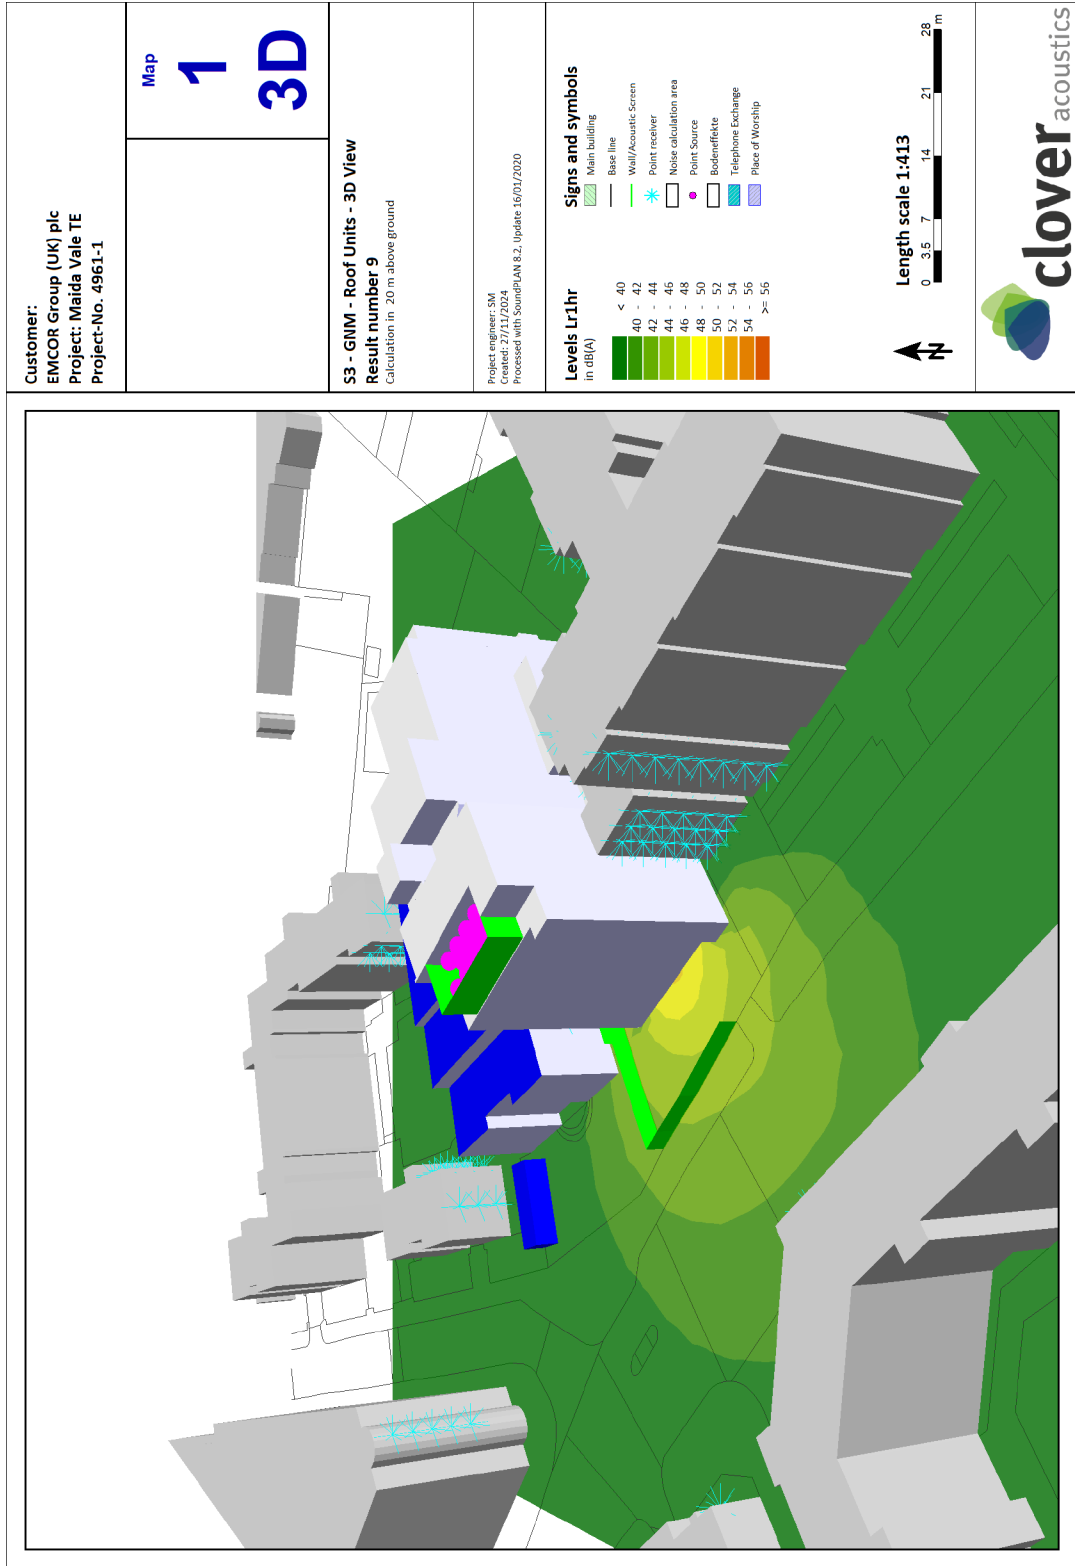 Customer:
EMCOR Group (UK) plc
Project: Maida Vale TE
Project-No. 4961-1
Map
1
3D
S3 - GNM - Roof Units - 3D View
Result number 9
Calculation in 20 m above ground
Project engineer: SM
Created: 27/11/2024
Processed with SoundPLAN 8.2, Update 16/01/2020
Levels Lr1hr
in dB(A)
< 40
40 - 42
42 - 44
44 - 46
46 - 48
48 - 50
50 - 52
52 - 54
54 - 56
>= 56
Signs and symbols
Main building
Base line
Wall/Acoustic Screen
Point receiver
Noise calculation area
Point Source
Bodeneffekte
Telephone Exchange
Place of Worship
N
Length scale 1:413
0 3.5 7 14 21 28
m
clover acoustics